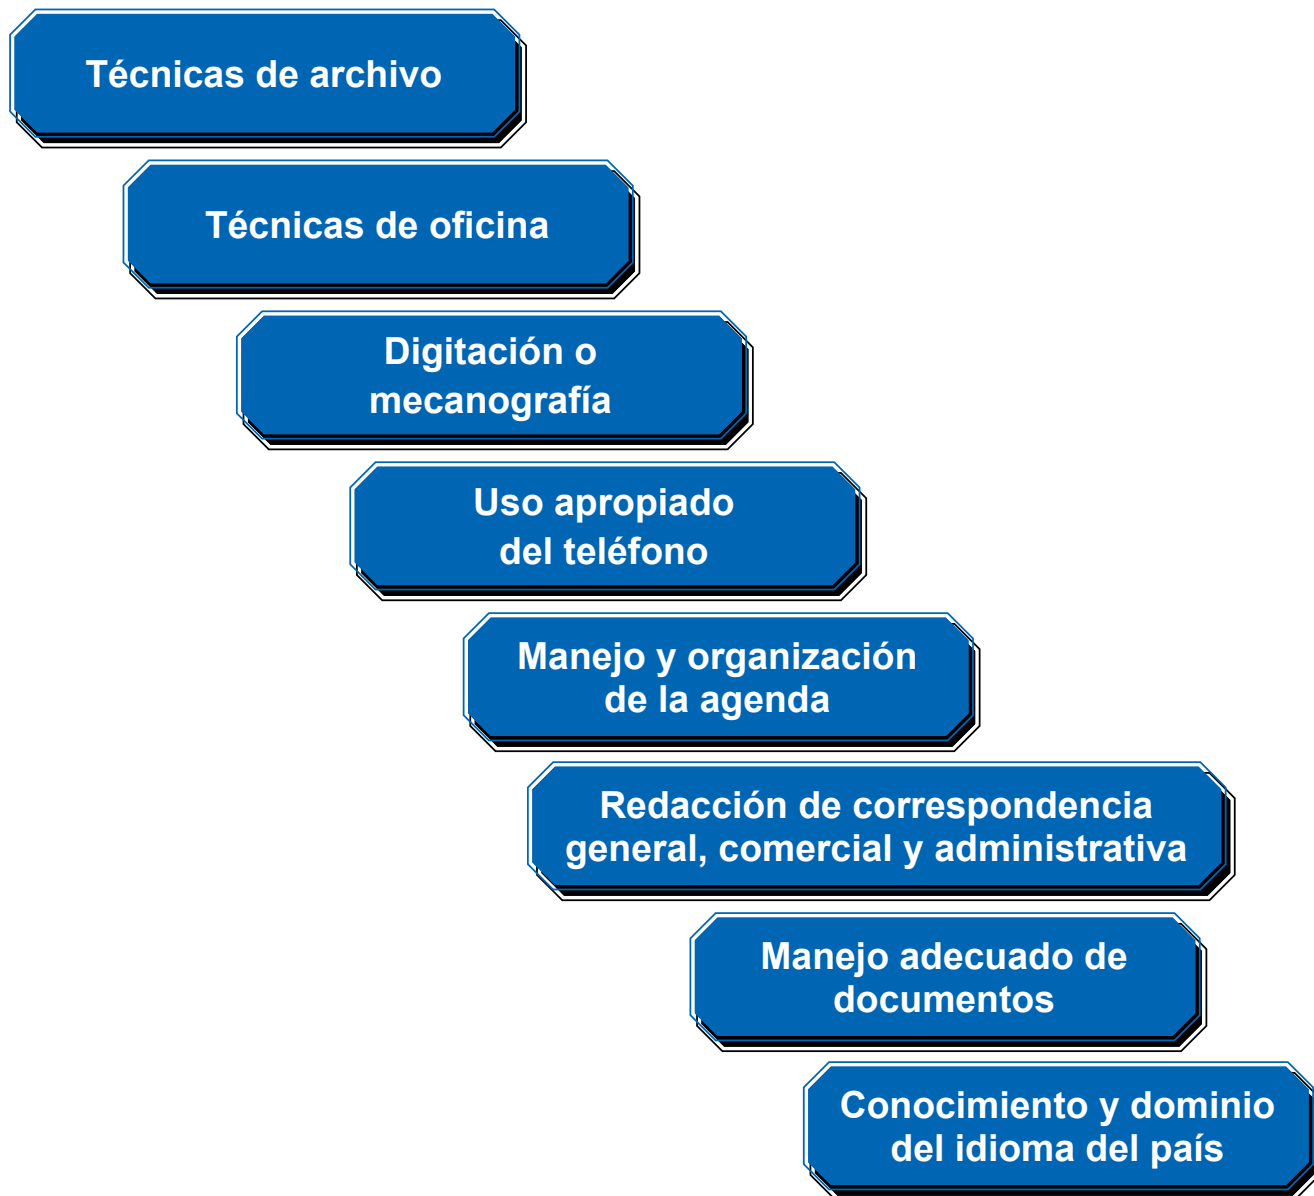 Técnicas de archivo
Técnicas de oficina
Digitación o
mecanografía
Uso apropiado
del teléfono
Manejo y organización
de la agenda
Redacción de correspondencia
general, comercial y administrativa
Manejo adecuado de
documentos
Conocimiento y dominio
del idioma del país